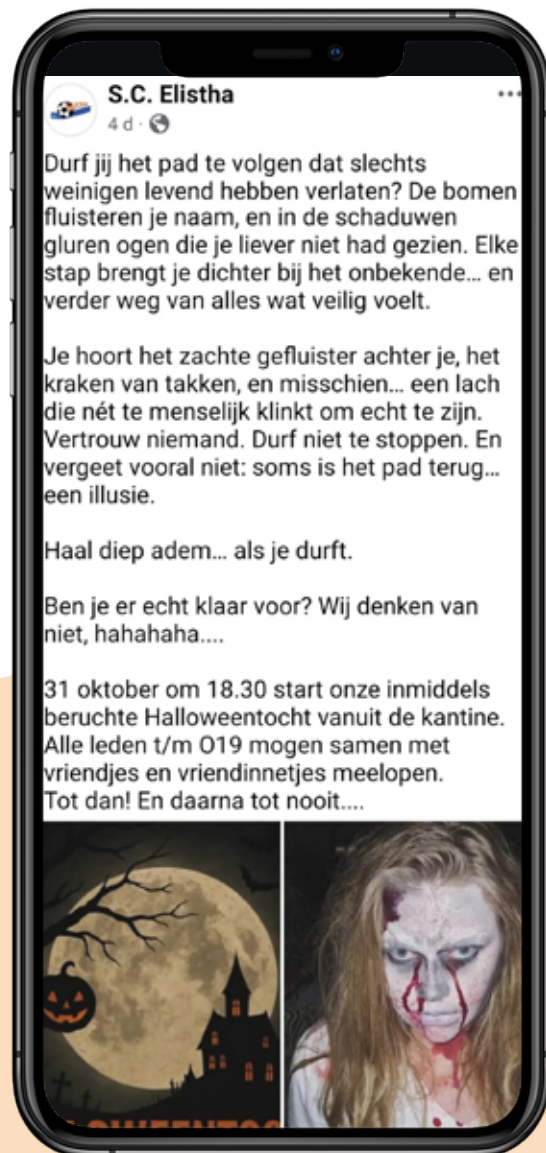 S.C. Elistha
4 d ·
Durf jij het pad te volgen dat slechts
weinigen levend hebben verlaten? De bomen
fluisteren je naam, en in de schaduwen
gluren ogen die je liever niet had gezien. Elke
stap brengt je dichter bij het onbekende... en
verder weg van alles wat veilig voelt.
Je hoort het zachte gefluister achter je, het
kraken van takken, en misschien... een lach
die nét te menselijk klinkt om echt te zijn.
Vertrouw niemand. Durf niet te stoppen. En
vergeet vooral niet: soms is het pad terug...
een illusie.
Haal diep adem... als je durft.
Ben je er echt klaar voor? Wij denken van
niet, hahahaha....
31 oktober om 18.30 start onze inmiddels
beruchte Halloweentocht vanuit de kantine.
Alle leden t/m O19 mogen samen met
vriendjes en vriendinnetjes meelopen.
Tot dan! En daarna tot nooit....